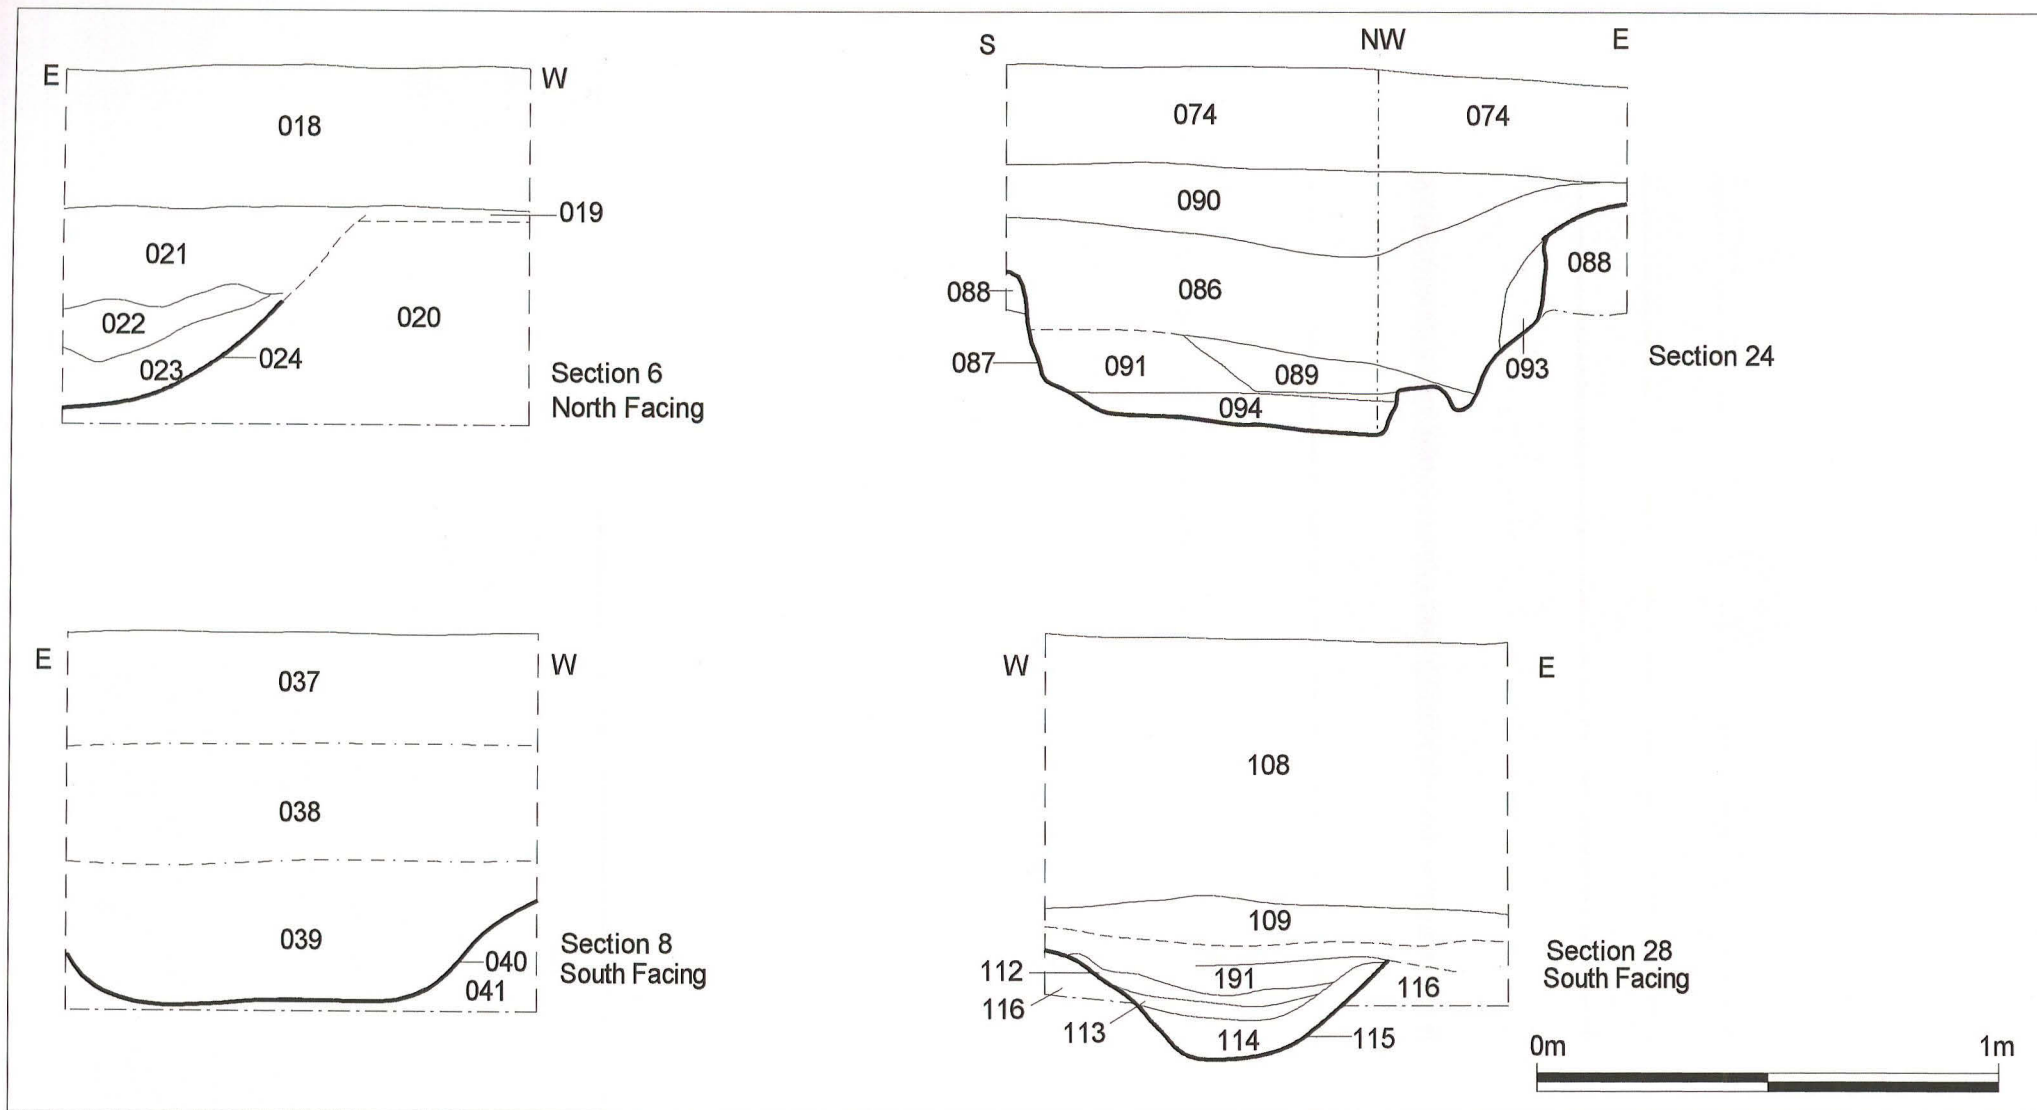 E
W
018
019
021
022
020
023
024
Section 6
North Facing
S
NW
E
074
074
090
088
086
088
087
091
089
093
094
Section 24
E
W
037
038
039
040
041
Section 8
South Facing
W
E
108
109
112
191
116
116
113
114
115
Section 28
South Facing
0m
1m